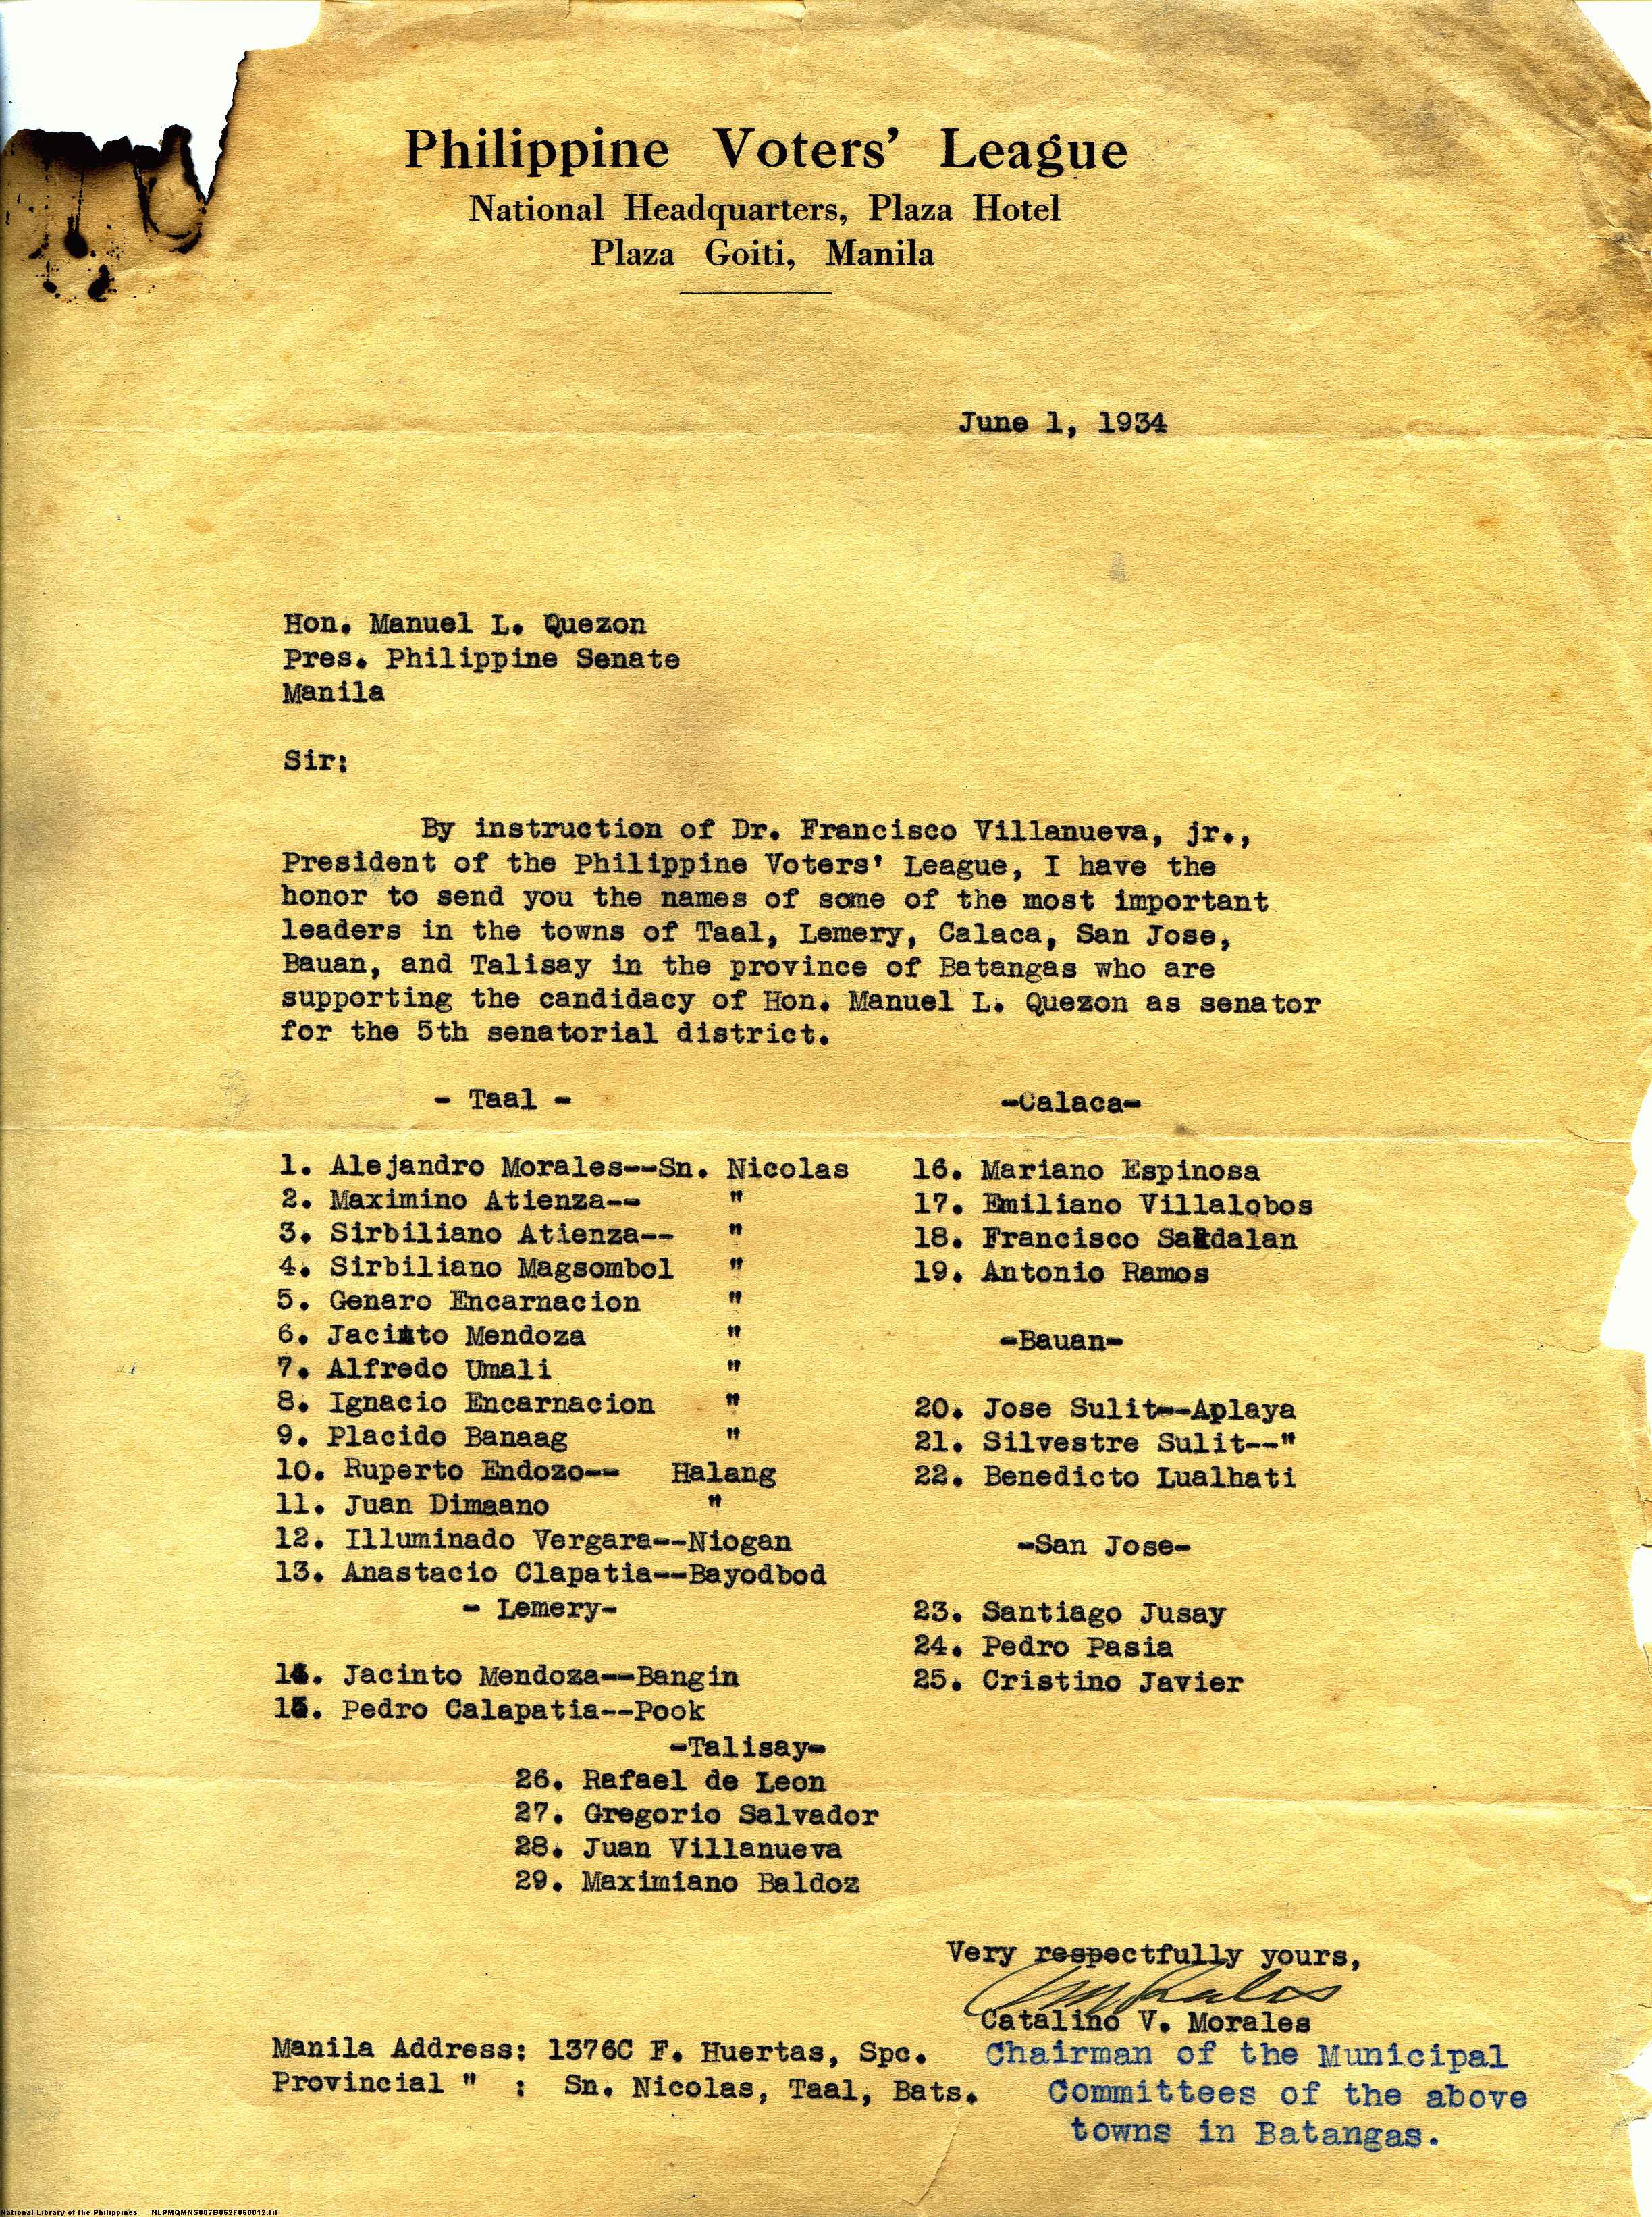 Philippine Voters' League
National Headquarters, Plaza Hotel
Plaza Goiti, Manila
June 1, 1934
Hon. Manuel L. Quezon
Pres. Philippine Senate
Manila
Sir:
By instruction of Dr. Francisco Villanueva, jr.,
President of the Philippine Voters' League, I have the
honor to send you the names of some of the most important
leaders in the towns of Taal, Lemery, Calaca, San Jose,
Bauan, and Talisay in the province of Batangas who are
supporting the candidacy of Hon. Manuel L. Quezon as senator
for the 5th senatorial district.
- Taal -
1. Alejandro Morales--Sn. Nicolas
2. Maximino Atienza-- "
3. Sirbiliano Atienza-- "
4. Sirbiliano Magsombol "
5. Genaro Encarnacion "
6. Jacinto Mendoza "
7. Alfredo Umali "
8. Ignacio Encarnacion "
9. Placido Banaag "
10. Ruperto Endozo-- Halang
11. Juan Dimaano "
12. Illuminado Vergara--Niogan
13. Anastacio Clapatia--Bayodbod
- Lemery-
14. Jacinto Mendoza--Bangin
15. Pedro Calapatia--Pook
-Calaca-
16. Mariano Espinosa
17. Emiliano Villalobos
18. Francisco
19. Antonio Ramos
-Bauan-
20. Jose Sulit--Aplaya
21. Silvestre Sulit--"
22. Benedicto Lualhati
-San Jose-
23. Santiago Jusay
24. Pedro Pasia
25. Cristino Javier
-Talisay-
26. Rafael de Leon
27. Gregorio Salvador
28. Juan Villanueva
29. Maximiano Baldoz
Very respectfully yours,
Catalino V. Morales
Chairman of the Municipal
Committees of the above
towns in Batangas.
Manila Address: 1376C F. Huertas, Spc.
Provincial " : Sn. Nicolas, Taal, Bats.
National Library of the Philippines NLPMQMNS007B062F060012.tif